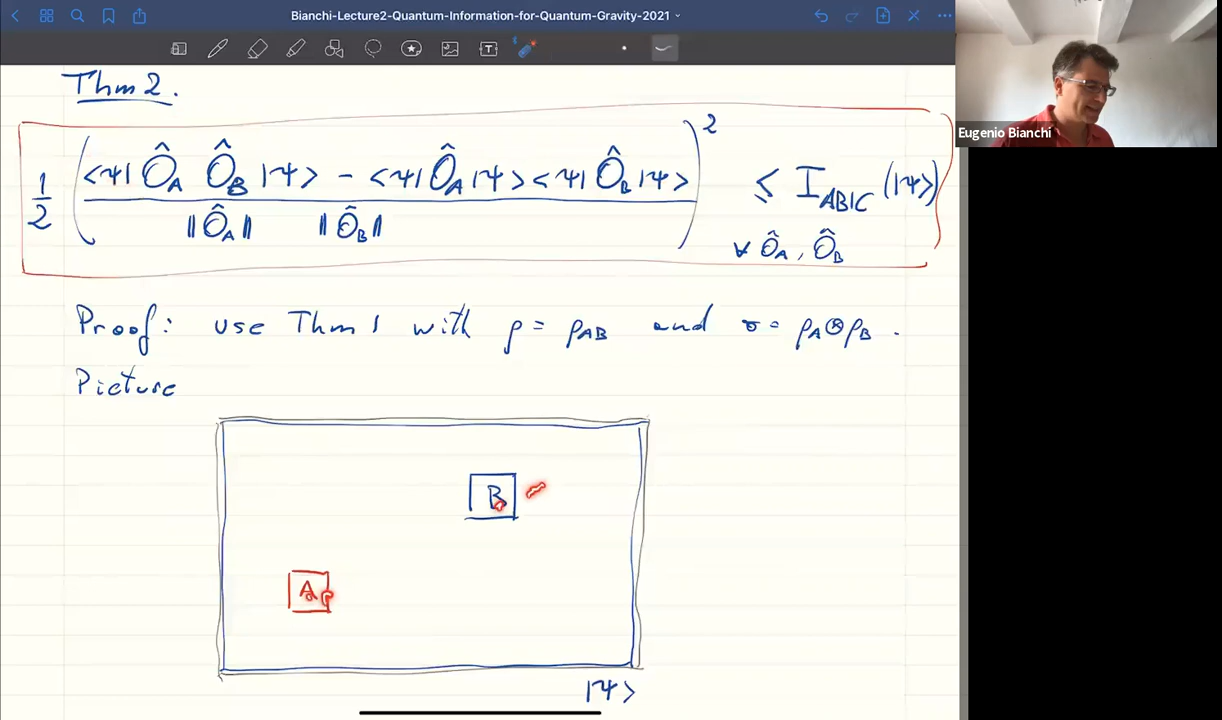 Bianchi-Lecture2-Quantum-Information-for-Quantum-Gravity-2021
T
Eugenio Bianchi
Thm 2.
1/2 ( (<ψ| Ô_A Ô_B |ψ> - <ψ| Ô_A |ψ><ψ| Ô_B |ψ>) / (‖Ô_A‖ ‖Ô_B‖) )^2 ≤ I_ABIC (|ψ>)
∀ Ô_A, Ô_B
Proof: use Thm 1 with ρ = ρ_AB and σ = ρ_A ⊗ ρ_B.
Picture
B
A
|ψ>